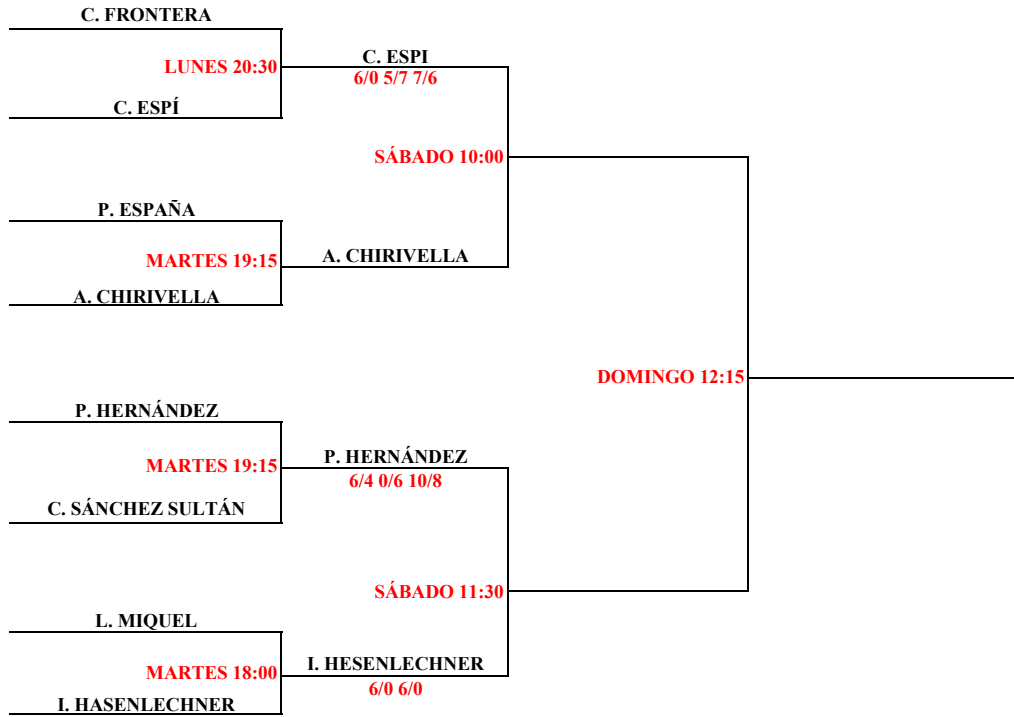 C. FRONTERA
LUNES 20:30
C. ESPI
6/0 5/7 7/6
C. ESPÍ
SÁBADO 10:00
P. ESPAÑA
MARTES 19:15
A. CHIRIVELLA
A. CHIRIVELLA
DOMINGO 12:15
P. HERNÁNDEZ
MARTES 19:15
P. HERNÁNDEZ
6/4 0/6 10/8
C. SÁNCHEZ SULTÁN
SÁBADO 11:30
L. MIQUEL
MARTES 18:00
I. HESENLECHNER
6/0 6/0
I. HASENLECHNER